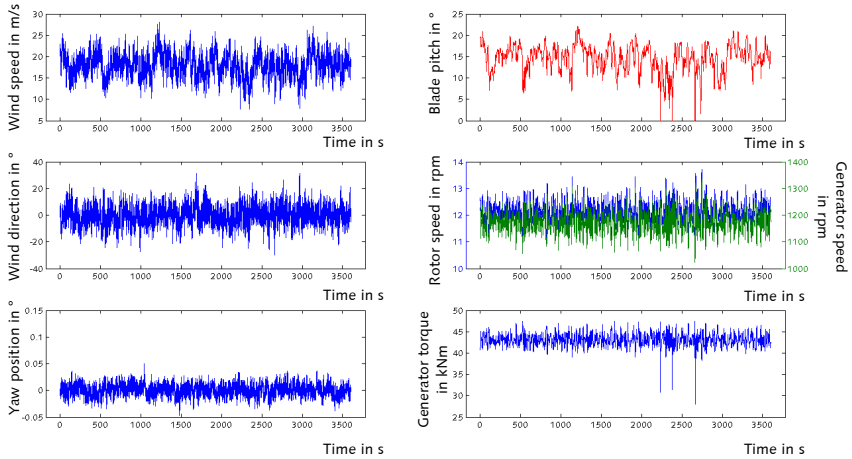 Wind speed in m/s
30
25
20
15
10
5
0 500 1000 1500 2000 2500 3000 3500
Time in s
Blade pitch in °
25
20
15
10
5
0
0 500 1000 1500 2000 2500 3000 3500
Time in s
Wind direction in °
40
20
0
-20
-40
0 500 1000 1500 2000 2500 3000 3500
Time in s
Rotor speed in rpm
14
13
12
11
10
0 500 1000 1500 2000 2500 3000 3500
1400
1300
1200
1100
1000
Generator speed
in rpm
Time in s
Yaw position in °
0.15
0.1
0.05
0
-0.05
0 500 1000 1500 2000 2500 3000 3500
Time in s
Generator torque
in kNm
50
45
40
35
30
25
0 500 1000 1500 2000 2500 3000 3500
Time in s